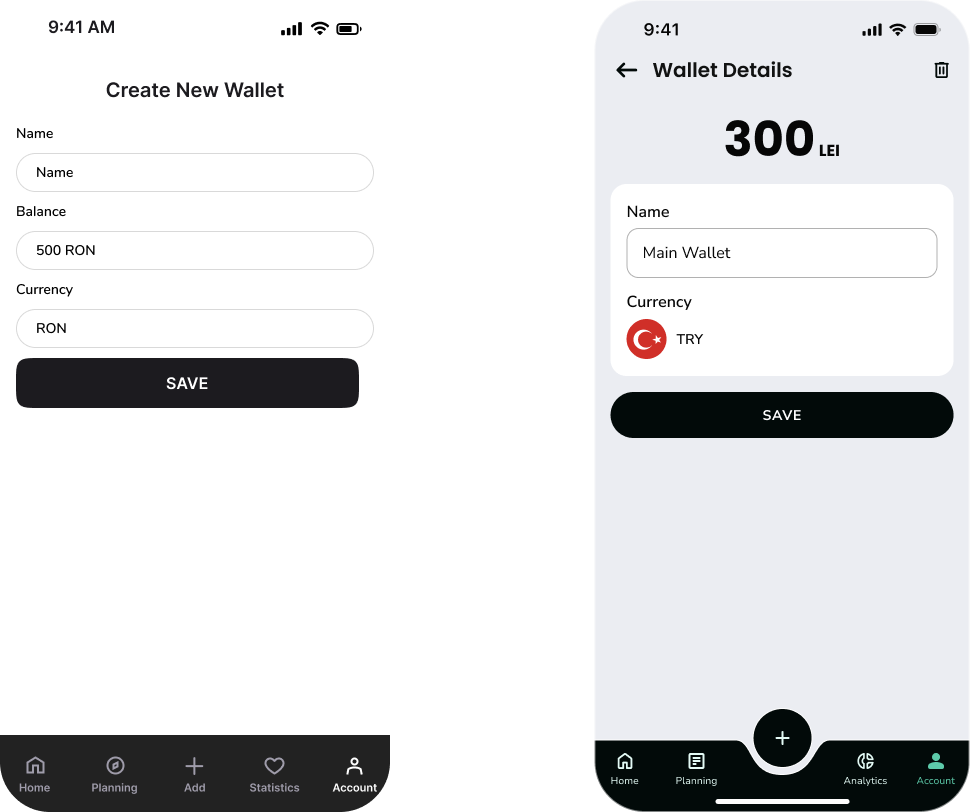 9:41 AM
Create New Wallet
Name
Name
Balance
500 RON
Currency
RON
SAVE
Home
Planning
Add
Statistics
Account
9:41
Wallet Details
300 LEI
Name
Main Wallet
Currency
TRY
SAVE
Home
Planning
Analytics
Account